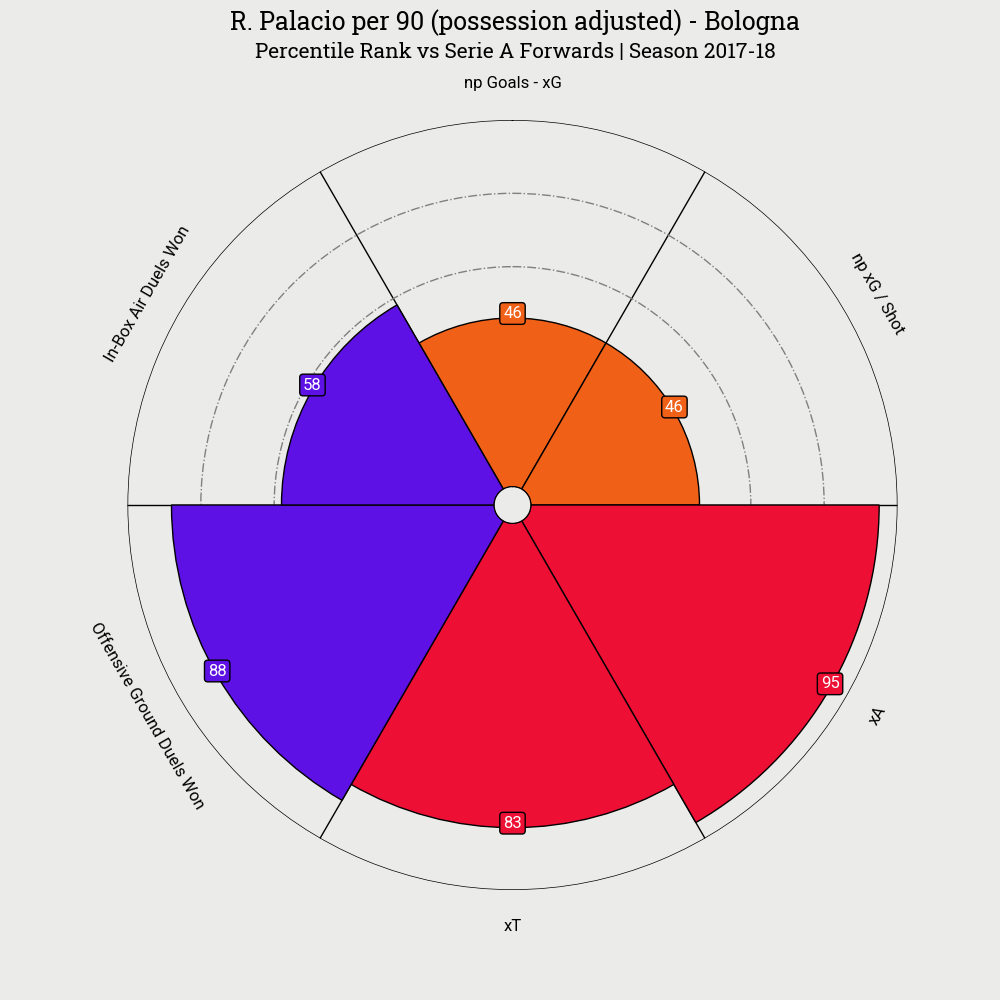 R. Palacio per 90 (possession adjusted) - Bologna
Percentile Rank vs Serie A Forwards | Season 2017-18
np Goals - xG
In-Box Air Duels Won
np xG / Shot
46
58
46
88
95
Offensive Ground Duels Won
xA
83
xT